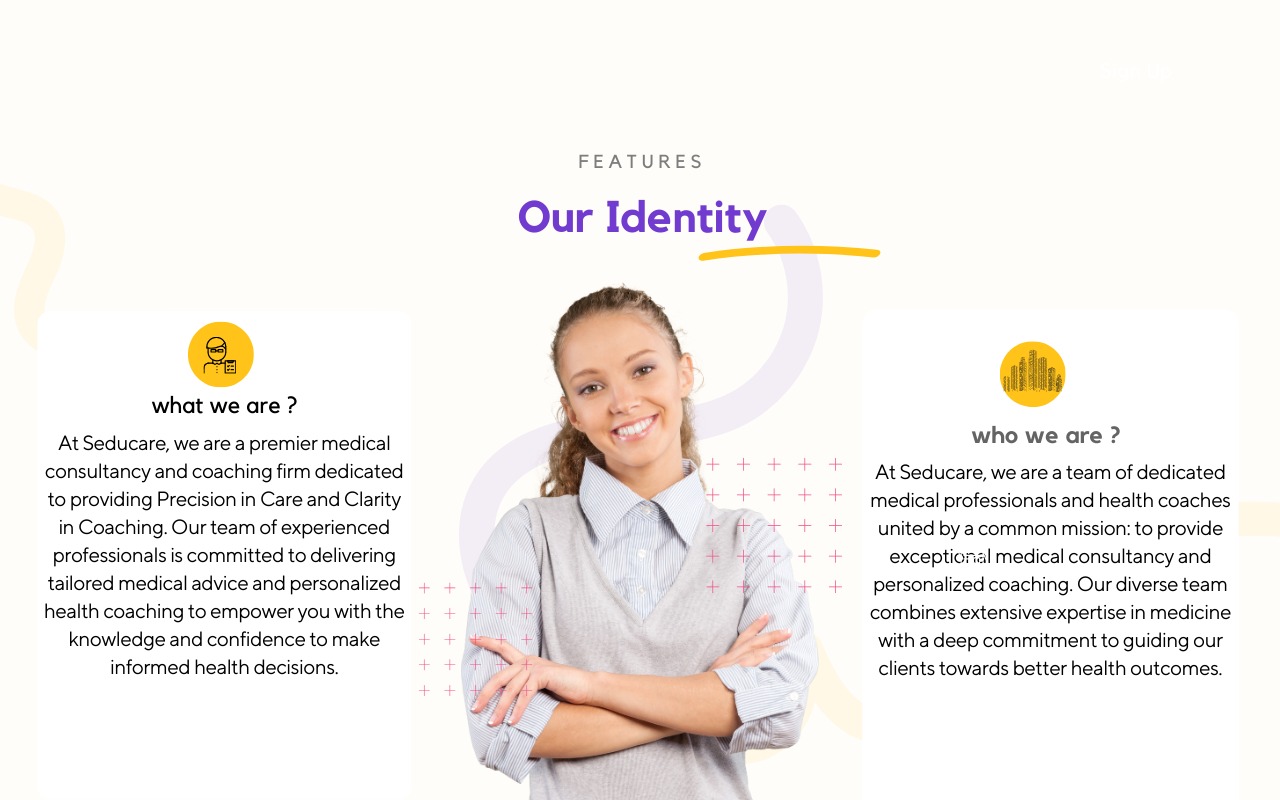 FEATURES
Our Identity
what we are ?
At Seducare, we are a premier medical
consultancy and coaching firm dedicated
to providing Precision in Care and Clarity
in Coaching. Our team of experienced
professionals is committed to delivering
tailored medical advice and personalized
health coaching to empower you with the
knowledge and confidence to make
informed health decisions.
who we are ?
At Seducare, we are a team of dedicated
medical professionals and health coaches
united by a common mission: to provide
exceptional medical consultancy and
personalized coaching. Our diverse team
combines extensive expertise in medicine
with a deep commitment to guiding our
clients towards better health outcomes.